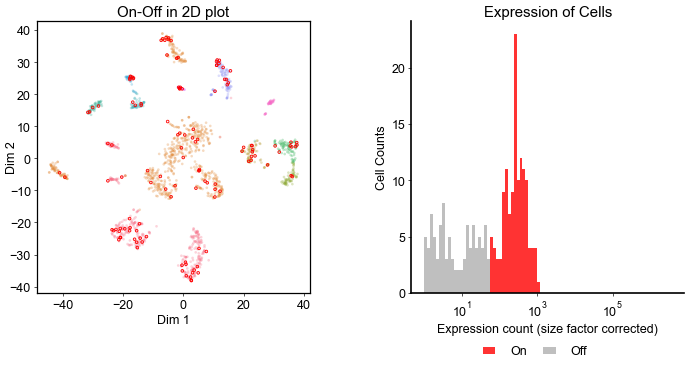 On-Off in 2D plot
40
30
20
10
0
−10
−20
−30
−40
Dim 2
−40
−20
0
20
40
Dim 1
Expression of Cells
20
15
10
5
0
Cell Counts
10^1
10^3
10^5
Expression count (size factor corrected)
On
Off